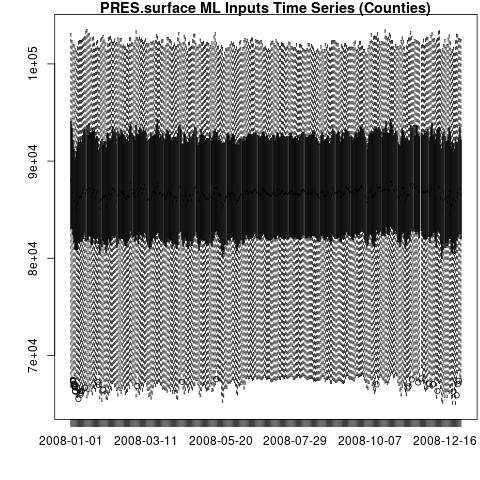 PRES.surface ML Inputs Time Series (Counties)
1e+05
9e+04
8e+04
7e+04
2008-01-01 2008-03-11 2008-05-20 2008-07-29 2008-10-07 2008-12-16